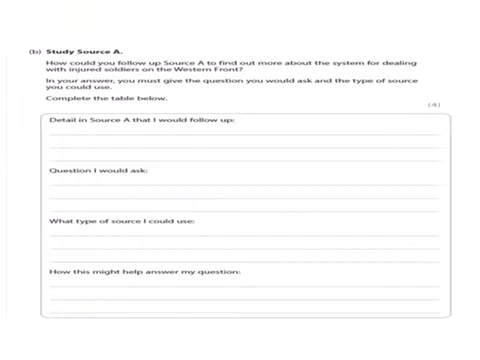 (b) Study Source A.
How could you follow up Source A to find out more about the system for dealing
with injured soldiers on the Western Front?
In your answer, you must give the question you would ask and the type of source
you could use.
Complete the table below.
(4)
Detail in Source A that I would follow up:
Question I would ask:
What type of source I could use:
How this might help answer my question: